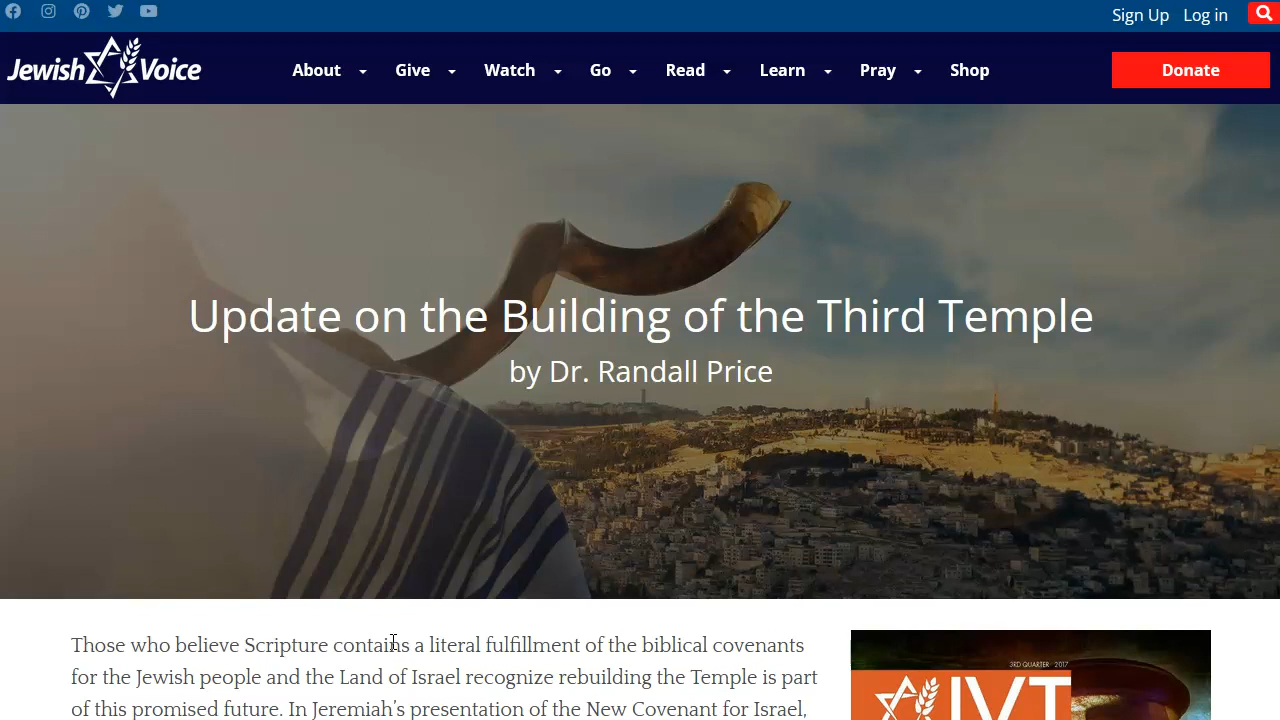 Sign Up Log in
Jewish Voice
About Give Watch Go Read Learn Pray Shop
Donate
Update on the Building of the Third Temple
by Dr. Randall Price
Those who believe Scripture contains a literal fulfillment of the biblical covenants
for the Jewish people and the Land of Israel recognize rebuilding the Temple is part
of this promised future. In Jeremiah's presentation of the New Covenant for Israel,
3RD QUARTER 2017
JVT